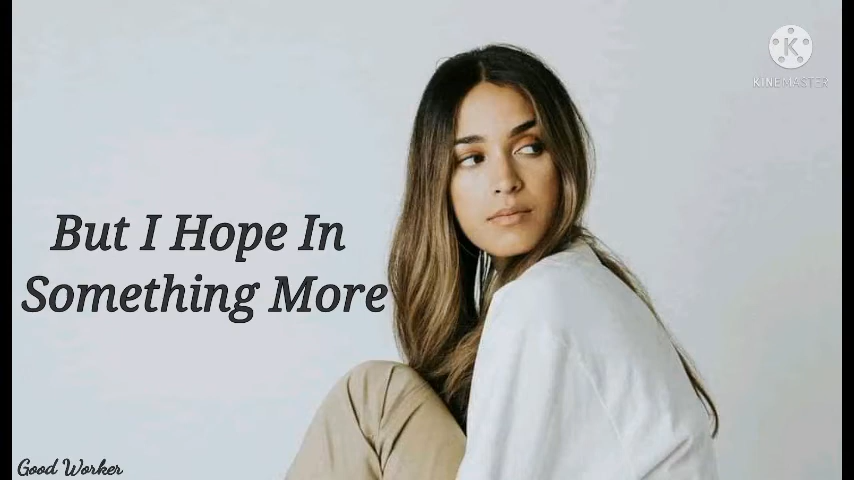 KINEMASTER
But I Hope In
Something More
Good Worker